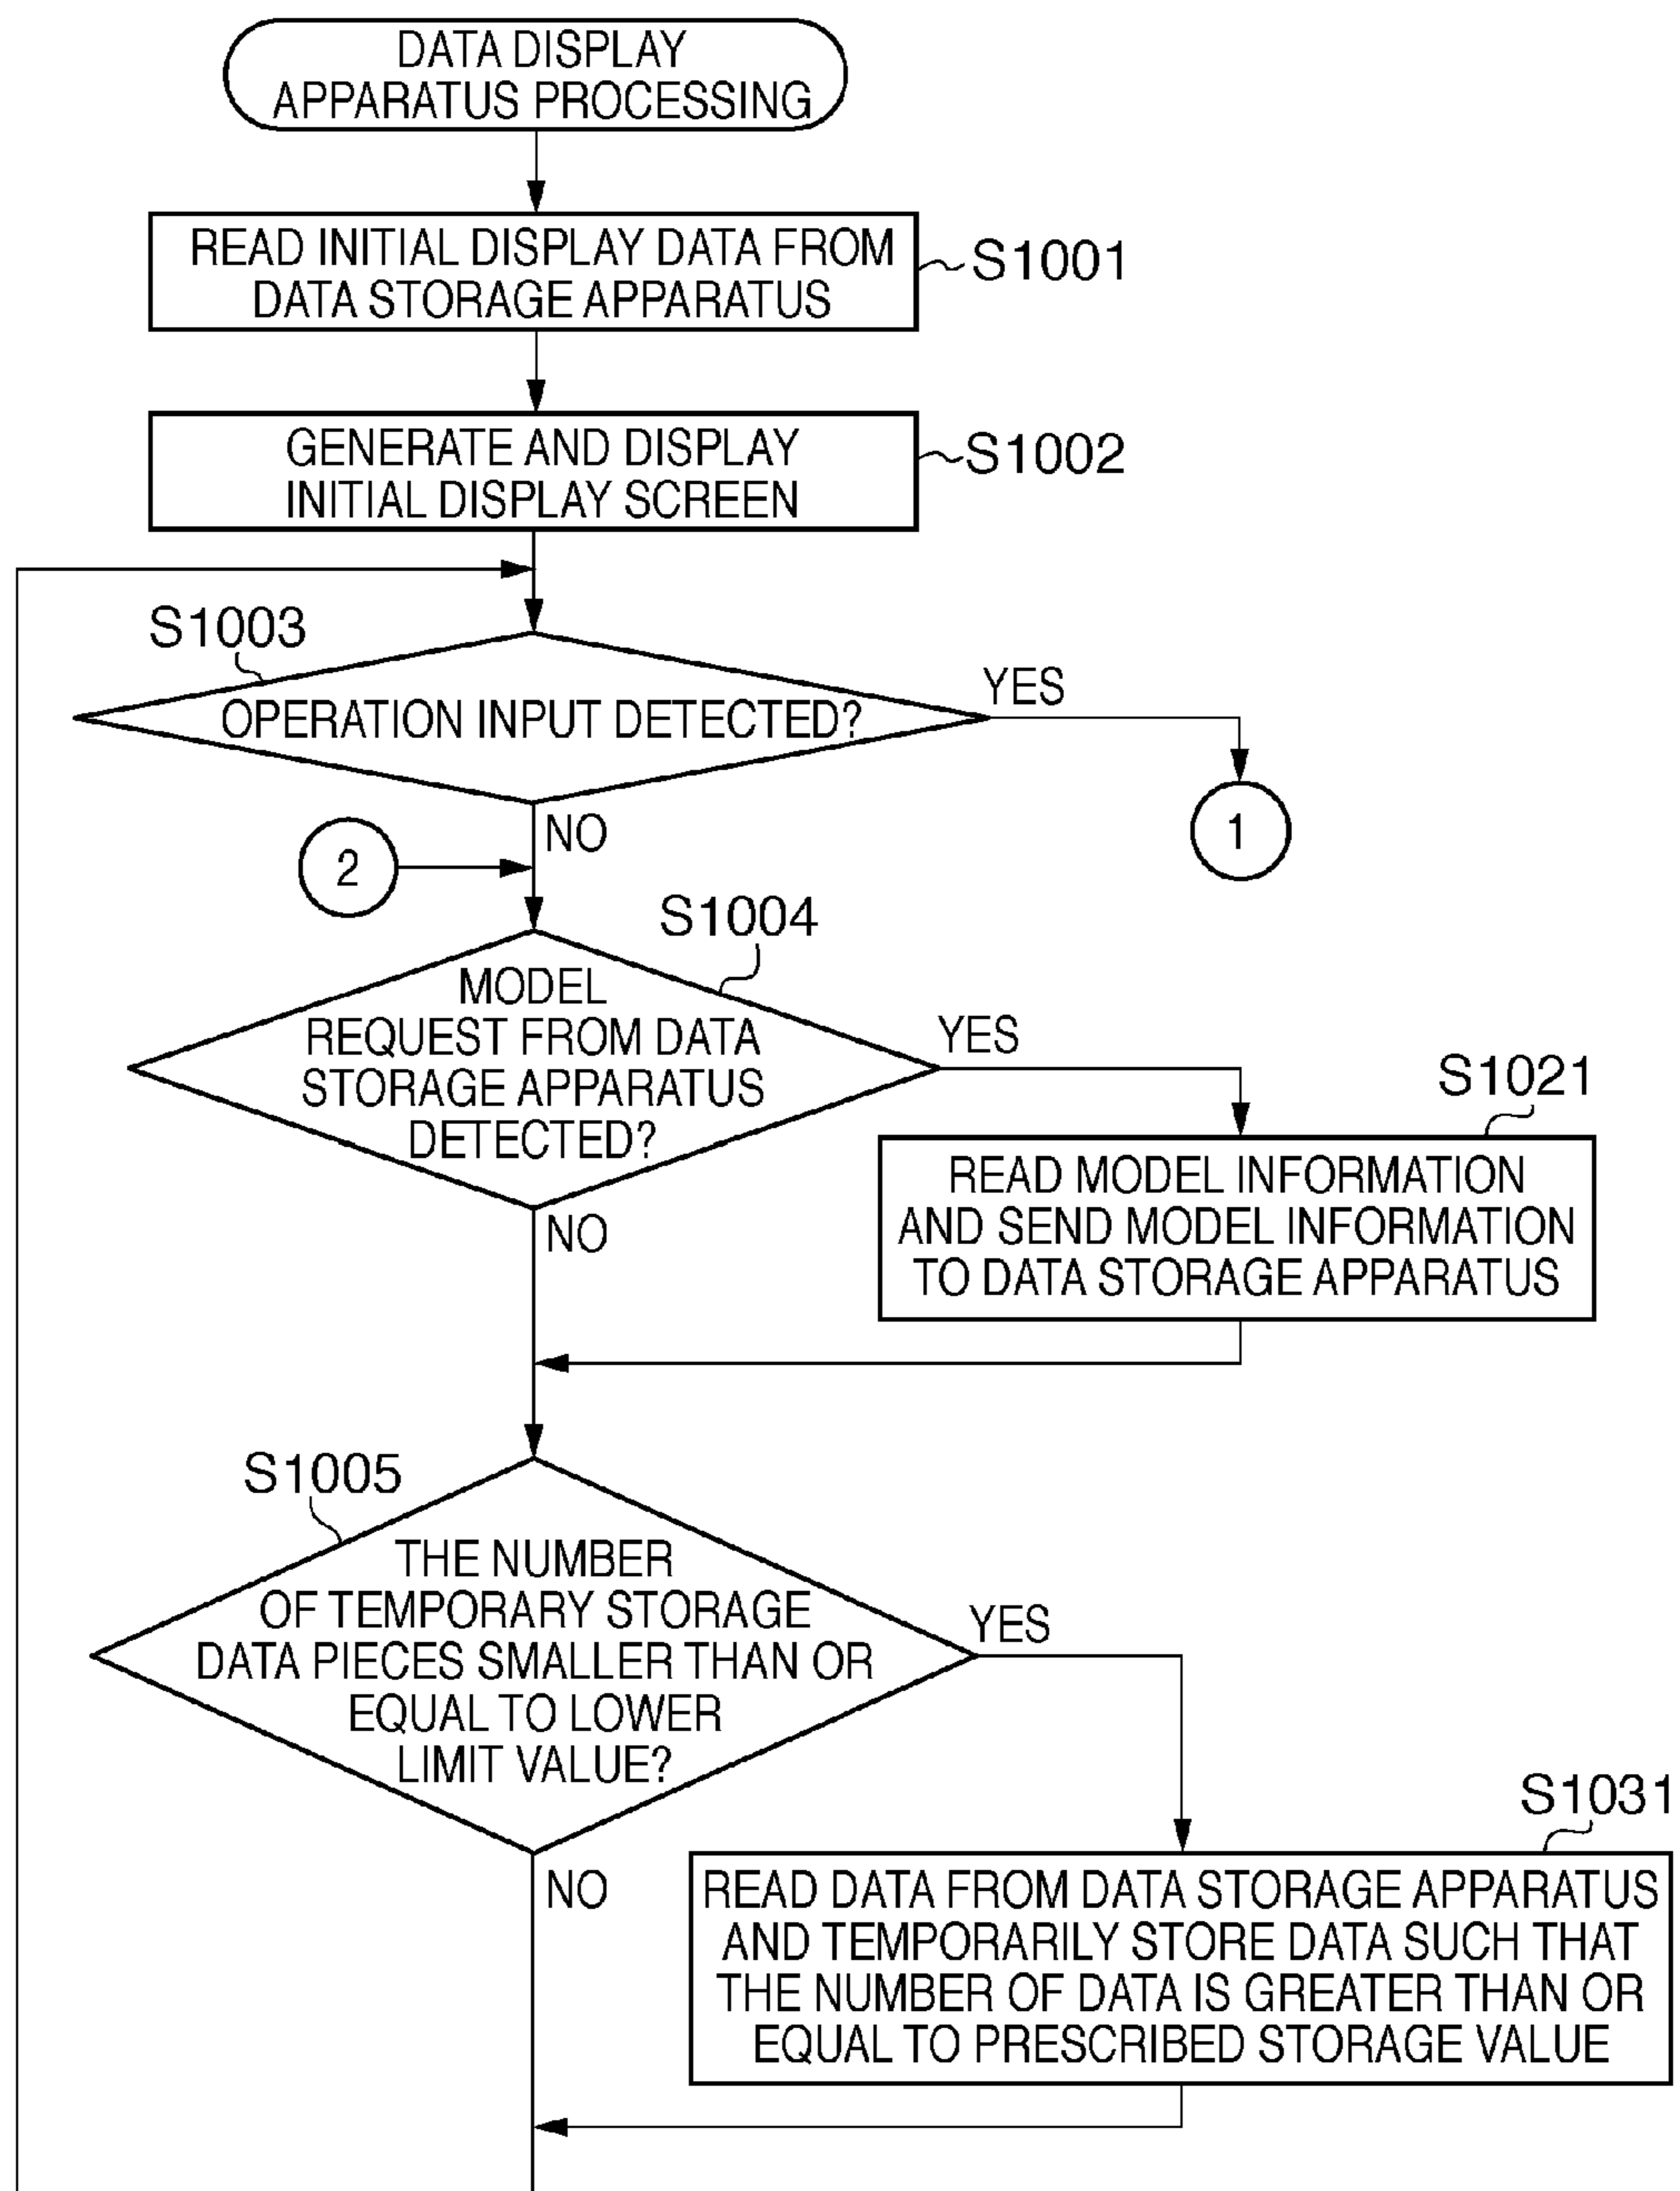 DATA DISPLAY
APPARATUS PROCESSING
READ INITIAL DISPLAY DATA FROM
DATA STORAGE APPARATUS
S1001
GENERATE AND DISPLAY
INITIAL DISPLAY SCREEN
S1002
S1003
OPERATION INPUT DETECTED?
YES
1
NO
2
S1004
MODEL
REQUEST FROM DATA
STORAGE APPARATUS
DETECTED?
YES
S1021
READ MODEL INFORMATION
AND SEND MODEL INFORMATION
TO DATA STORAGE APPARATUS
NO
S1005
THE NUMBER
OF TEMPORARY STORAGE
DATA PIECES SMALLER THAN OR
EQUAL TO LOWER
LIMIT VALUE?
YES
S1031
READ DATA FROM DATA STORAGE APPARATUS
AND TEMPORARILY STORE DATA SUCH THAT
THE NUMBER OF DATA IS GREATER THAN OR
EQUAL TO PRESCRIBED STORAGE VALUE
NO